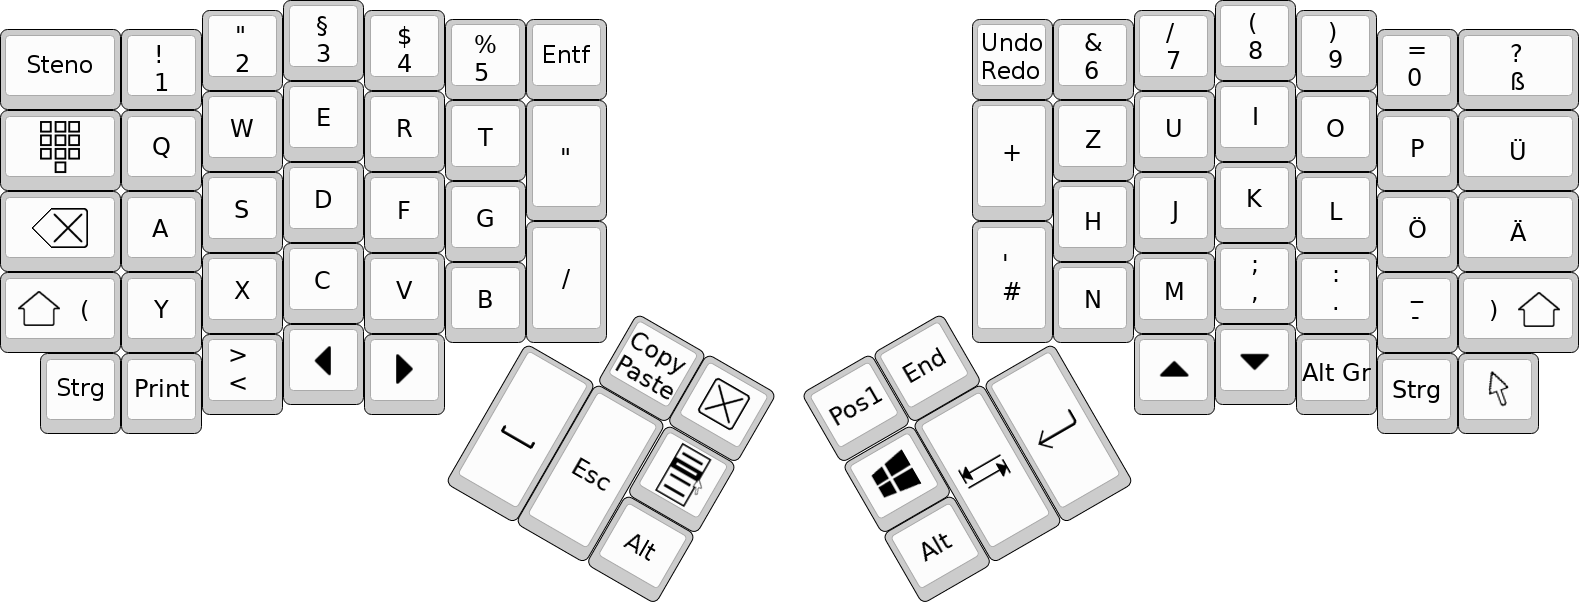 Steno
!
1
"
2
§
3
$
4
%
5
Entf
Q
W
E
R
T
"
A
S
D
F
G
(
Y
X
C
V
B
/
Strg
Print
>
<
Copy
Paste
Esc
Alt
Undo
Redo
&
6
/
7
(
8
)
9
=
0
?
ß
+
Z
U
I
O
P
Ü
H
J
K
L
Ö
Ä
'
#
N
M
;
,
:
.
_
-
)
Alt Gr
Strg
Pos1
End
Alt